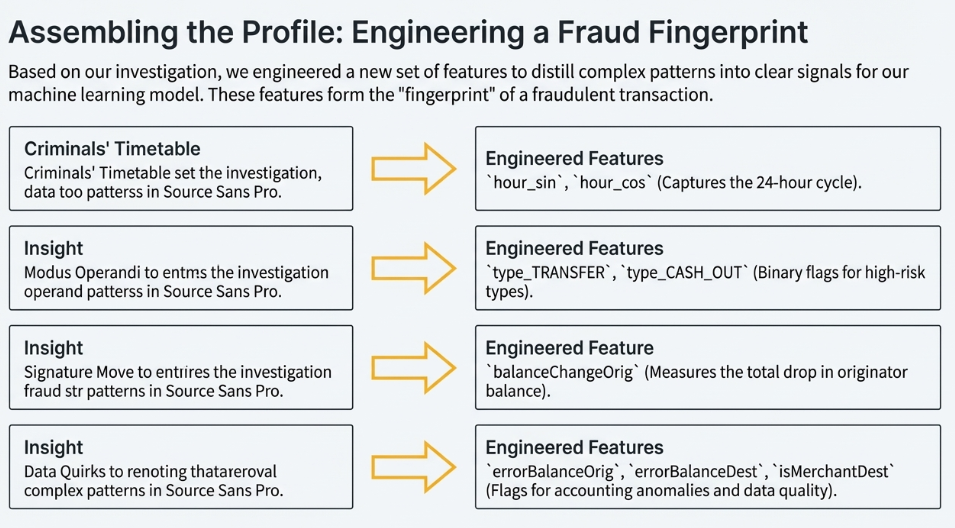 Assembling the Profile: Engineering a Fraud Fingerprint
Based on our investigation, we engineered a new set of features to distill complex patterns into clear signals for our
machine learning model. These features form the "fingerprint" of a fraudulent transaction.
Criminals' Timetable
Criminals' Timetable set the investigation,
data too patterss in Source Sans Pro.
Engineered Features
`hour_sin`, `hour_cos` (Captures the 24-hour cycle).
Insight
Modus Operandi to entms the investigation
operand patterss in Source Sans Pro.
Engineered Features
`type_TRANSFER`, `type_CASH_OUT` (Binary flags for high-risk
types).
Insight
Signature Move to entrires the investigation
fraud str patterns in Source Sans Pro.
Engineered Feature
`balanceChangeOrig` (Measures the total drop in originator
balance).
Insight
Data Quirks to renoting thatareroval
complex patterns in Source Sans Pro.
Engineered Features
`errorBalanceOrig`, `errorBalanceDest`, `isMerchantDest`
(Flags for accounting anomalies and data quality).